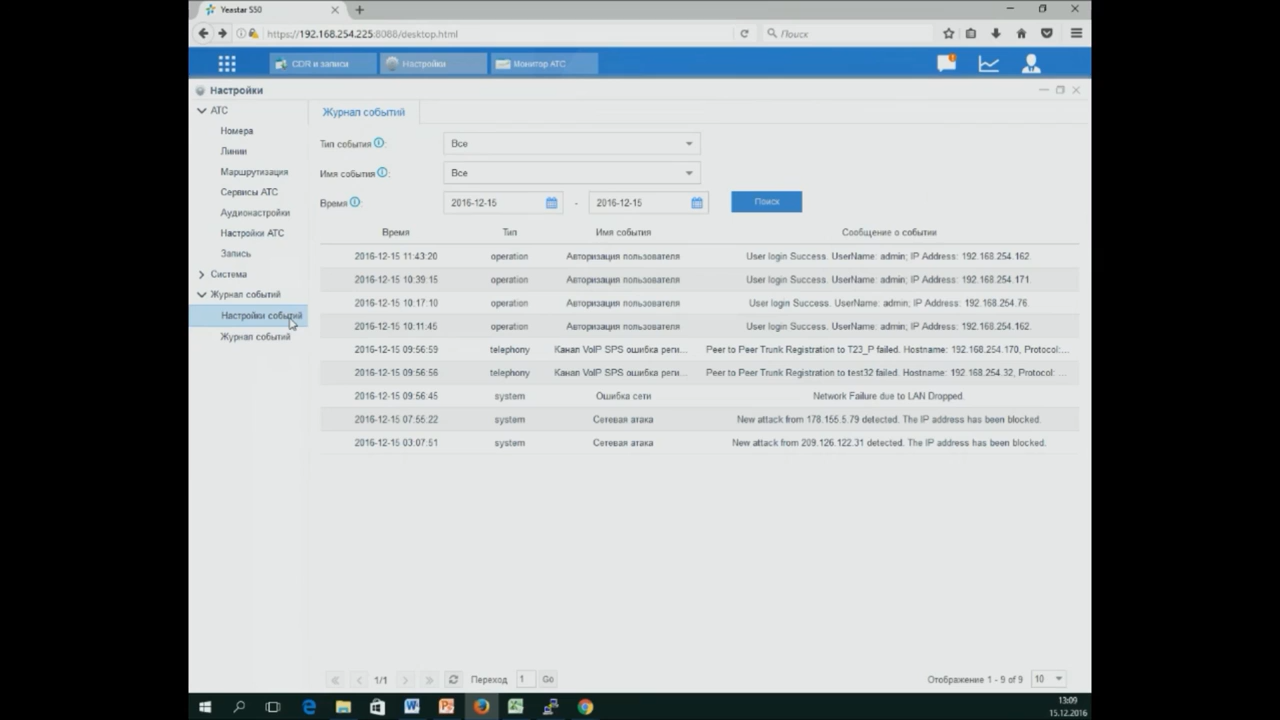 Yeastar S50
https://192.168.254.225:8088/desktop.html
Поиск
CDR и записи
Настройки
Монитор АТС
Настройки
АТС
Номера
Линии
Маршрутизация
Сервисы АТС
Аудионастройки
Настройки АТС
Запись
Система
Журнал событий
Настройки событий
Журнал событий
Журнал событий
Тип события : Все
Имя события : Все
Время : 2016-12-15 - 2016-12-15 Поиск
Время Тип Имя события Сообщение о событии
2016-12-15 11:43:20 operation Авторизация пользователя User login Success. UserName: admin; IP Address: 192.168.254.162.
2016-12-15 10:39:15 operation Авторизация пользователя User login Success. UserName: admin; IP Address: 192.168.254.171.
2016-12-15 10:17:10 operation Авторизация пользователя User login Success. UserName: admin; IP Address: 192.168.254.76.
2016-12-15 10:11:45 operation Авторизация пользователя User login Success. UserName: admin; IP Address: 192.168.254.162.
2016-12-15 09:56:59 telephony Канал VoIP SPS ошибка реги... Peer to Peer Trunk Registration to T23_P failed. Hostname: 192.168.254.170, Protocol:...
2016-12-15 09:56:56 telephony Канал VoIP SPS ошибка реги... Peer to Peer Trunk Registration to test32 failed. Hostname: 192.168.254.32, Protocol: ...
2016-12-15 09:56:45 system Ошибка сети Network Failure due to LAN Dropped.
2016-12-15 07:55:22 system Сетевая атака New attack from 178.155.5.79 detected. The IP address has been blocked.
2016-12-15 03:07:51 system Сетевая атака New attack from 209.126.122.31 detected. The IP address has been blocked.
1/1 Переход 1 Go Отображение 1 - 9 of 9 10
13:09
15.12.2016